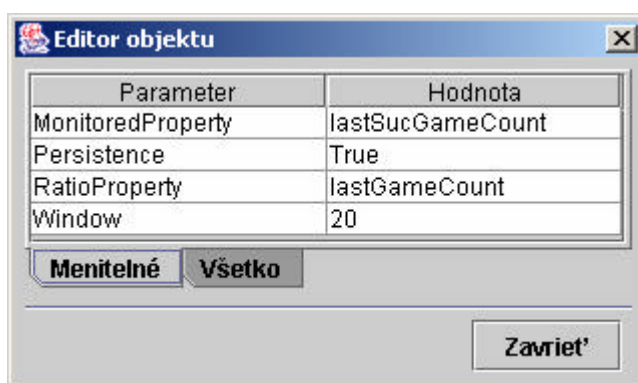 Editor objektu
Parameter Hodnota
MonitoredProperty lastSucGameCount
Persistence True
RatioProperty lastGameCount
Window 20
Menitelné Všetko
Zavrieť